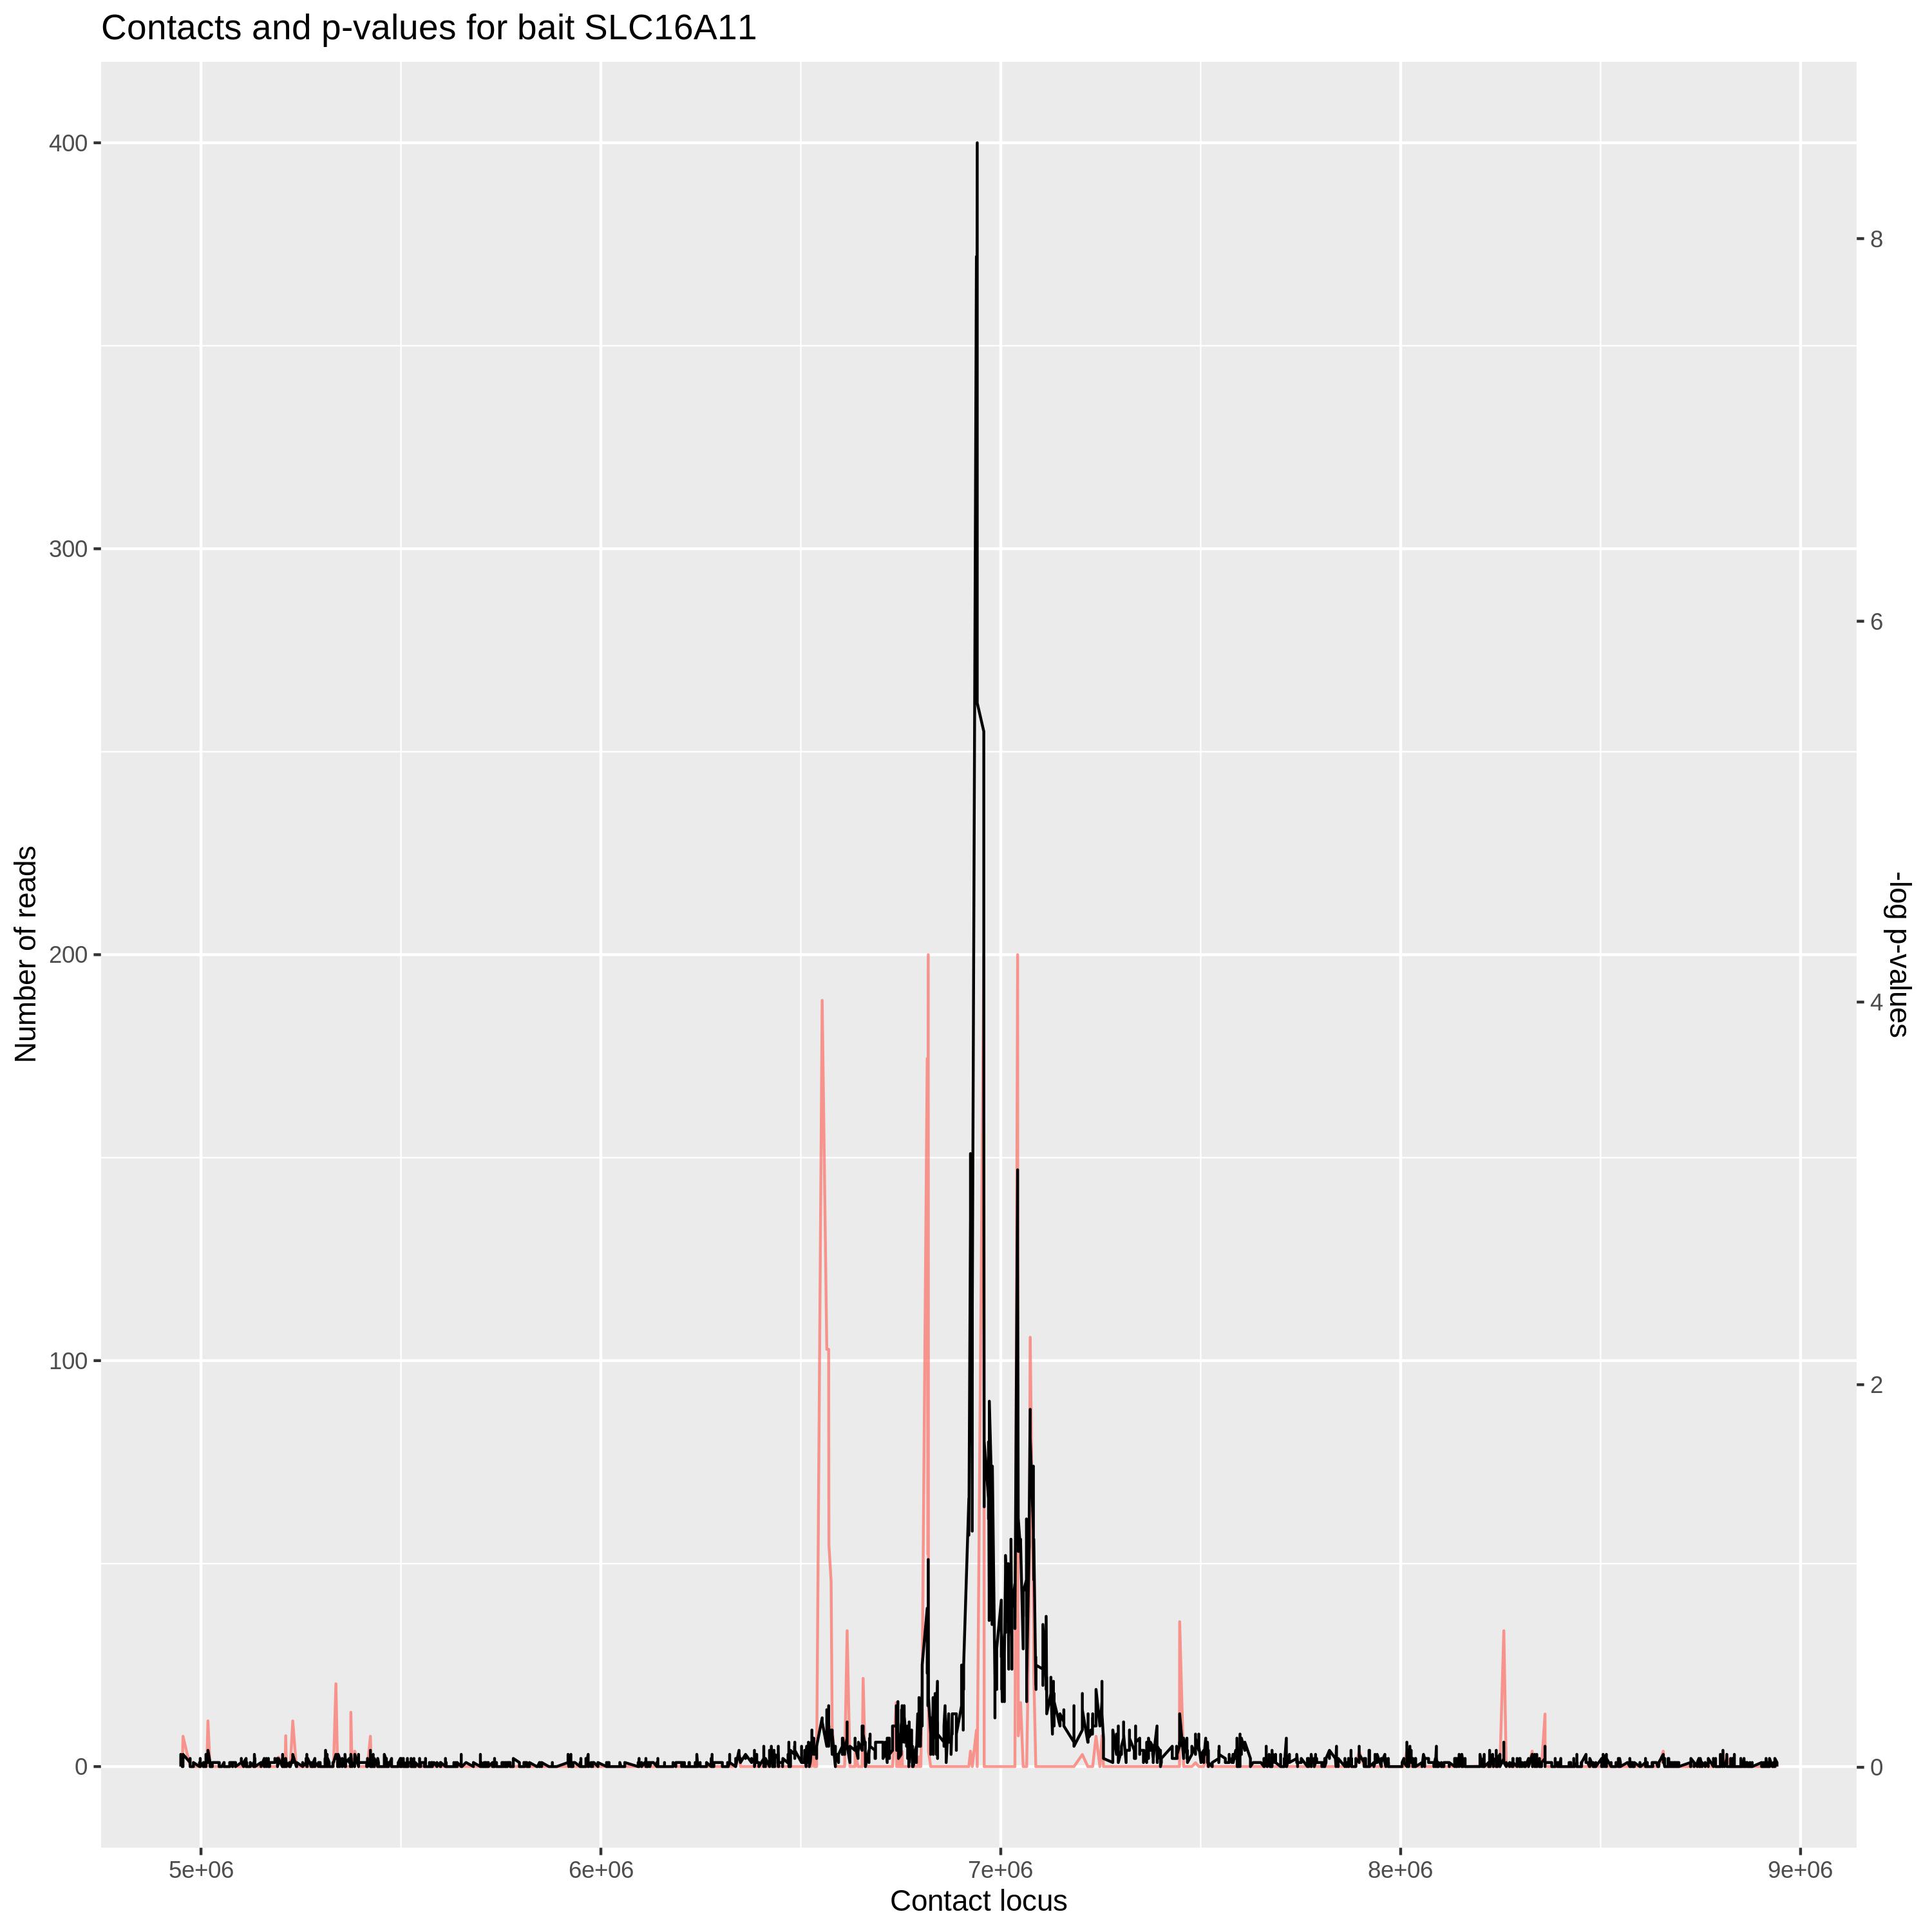 Contacts and p-values for bait SLC16A11
400
300
200
100
0
Number of reads
8
6
4
2
0
-log p-values
5e+06
6e+06
7e+06
8e+06
9e+06
Contact locus